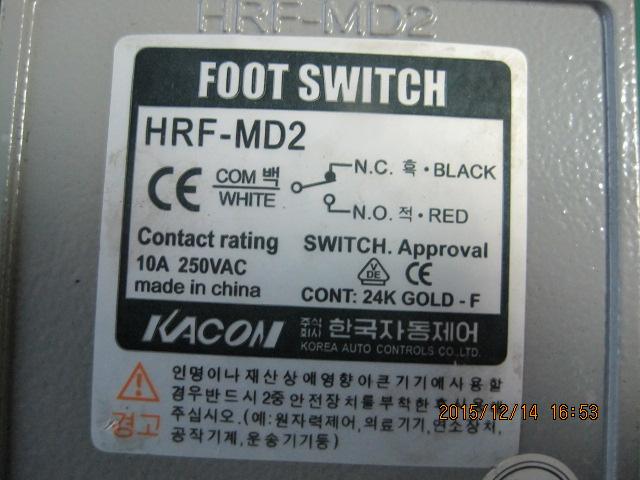 HRF-MD2
FOOT SWITCH
HRF-MD2
CE COM 백 N.C. 흑·BLACK
WHITE N.O. 적·RED
Contact rating SWITCH. Approval
10A 250VAC VDE CE
made in china CONT: 24K GOLD - F
KACON 주식회사 한국자동제어
KOREA AUTO CONTROLS CO.,LTD.
인명이나 재산상에영향이큰기기에사용할
경우반드시2중안전장치를부착한후사용해
경고 주십시오.(예:원자력제어,의료기기,연소장치,
공작기계,운송기기등)
2015/12/14 16:53